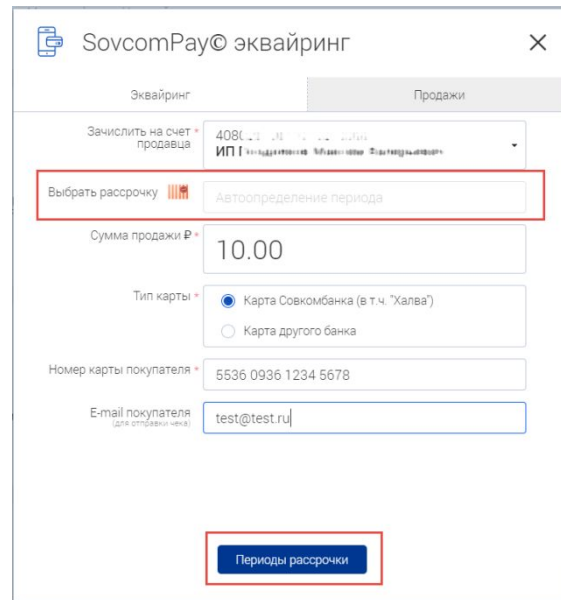 SovcomPay© эквайринг
Эквайринг
Продажи
Зачислить на счет *
продавца
4080
ИП
Выбрать рассрочку
Автоопределение периода
Сумма продажи ₽ *
10.00
Тип карты *
Карта Совкомбанка (в т.ч. "Халва")
Карта другого банка
Номер карты покупателя *
5536 0936 1234 5678
E-mail покупателя
(для отправки чека)
test@test.ru
Периоды рассрочки